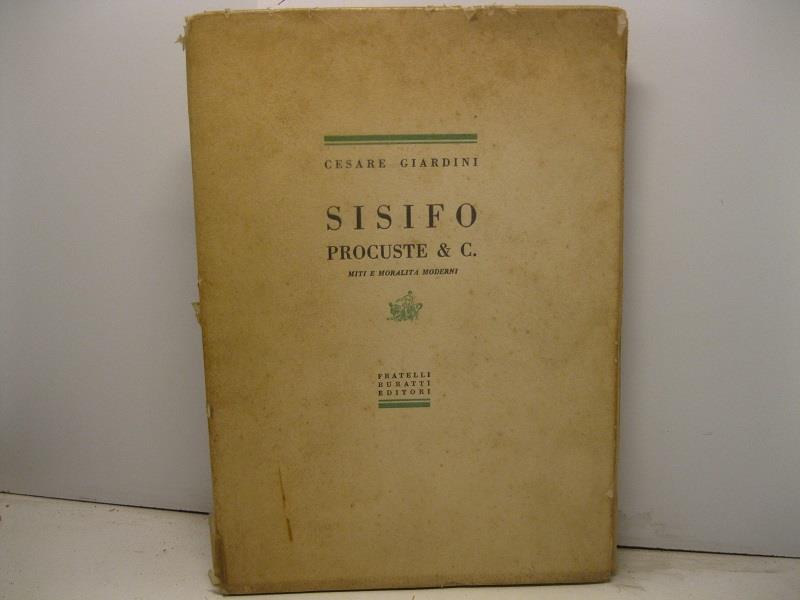 CESARE GIARDINI
SISIFO
PROCUSTE & C.
MITI E MORALITÀ MODERNI
FRATELLI
BURATTI
EDITORI